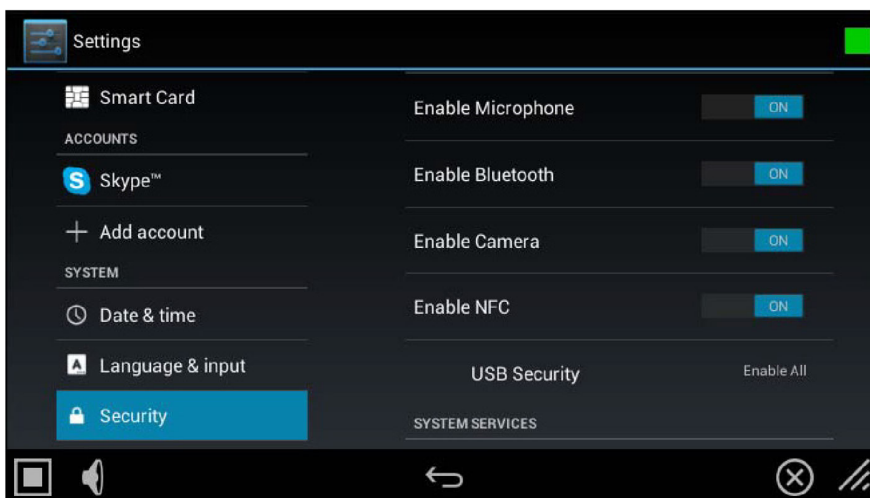 Settings
Smart Card
ACCOUNTS
Skype™
Add account
SYSTEM
Date & time
Language & input
Security
Enable Microphone ON
Enable Bluetooth ON
Enable Camera ON
Enable NFC ON
USB Security Enable All
SYSTEM SERVICES